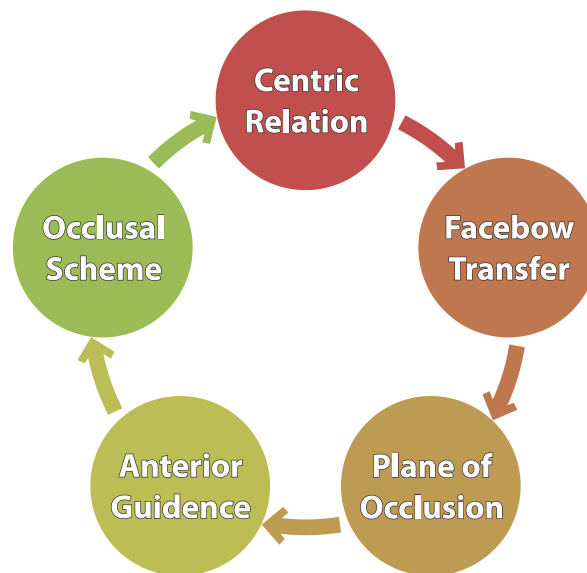 Centric
Relation
Facebow
Transfer
Plane of
Occlusion
Anterior
Guidence
Occlusal
Scheme